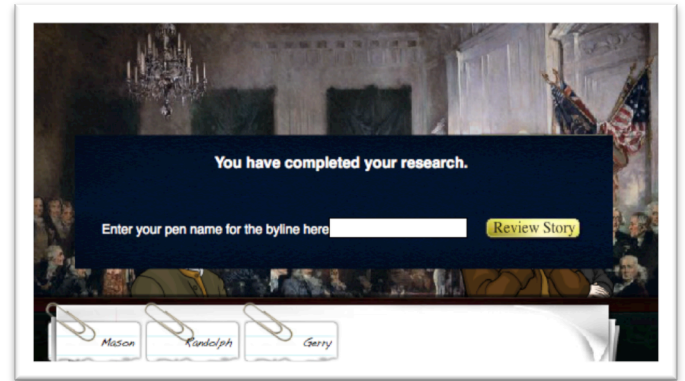 You have completed your research.
Enter your pen name for the byline here
Review Story
Mason
Randolph
Gerry